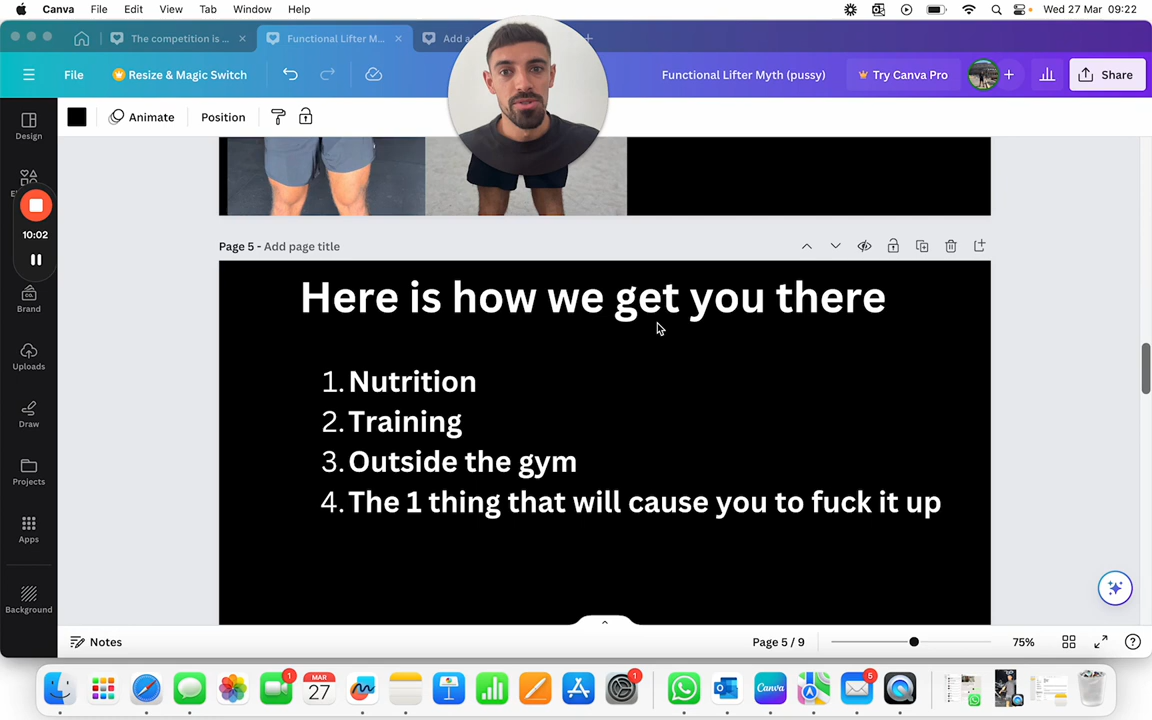 Canva File Edit View Tab Window Help Wed 27 Mar 09:22
The competition is ... Functional Lifter M... Add a
File Resize & Magic Switch Functional Lifter Myth (pussy) Try Canva Pro Share
Animate Position
Design
10:02
Brand
Uploads
Draw
Projects
Apps
Background
Page 5 - Add page title
Here is how we get you there
1. Nutrition
2. Training
3. Outside the gym
4. The 1 thing that will cause you to fuck it up
Notes Page 5 / 9 75%
1 MAR 27 1 Canva 5